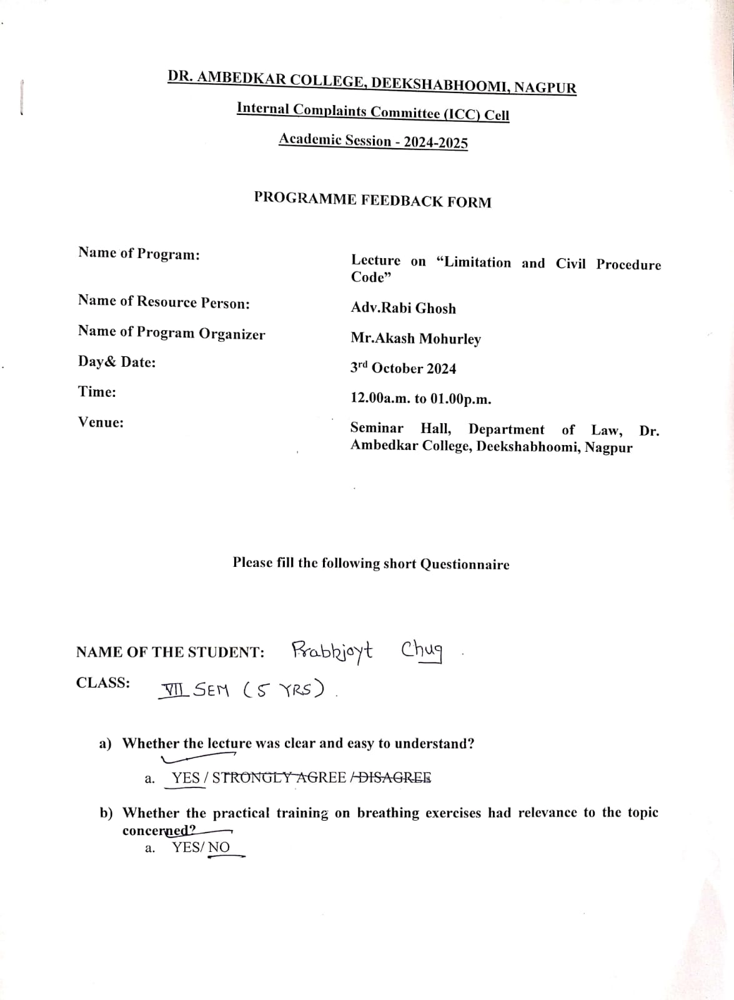 DR. AMBEDKAR COLLEGE, DEEKSHABHOOMI, NAGPUR
Internal Complaints Committee (ICC) Cell
Academic Session - 2024-2025
PROGRAMME FEEDBACK FORM
Name of Program: Lecture on “Limitation and Civil Procedure
Code”
Name of Resource Person: Adv.Rabi Ghosh
Name of Program Organizer Mr.Akash Mohurley
Day& Date: 3rd October 2024
Time: 12.00a.m. to 01.00p.m.
Venue: Seminar Hall, Department of Law, Dr.
Ambedkar College, Deekshabhoomi, Nagpur
Please fill the following short Questionnaire
NAME OF THE STUDENT: Prabhjoyt Chug.
CLASS: VII SEM (5 YRS).
a) Whether the lecture was clear and easy to understand?
a. YES / STRONGLY AGREE / DISAGREE
b) Whether the practical training on breathing exercises had relevance to the topic
concerned?
a. YES/ NO